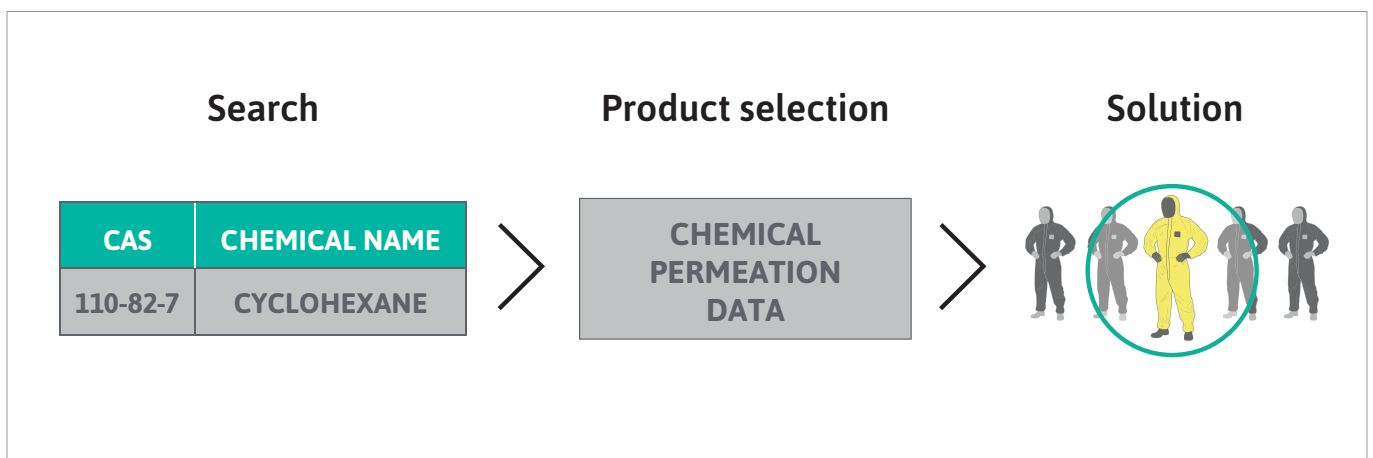 Search
Product selection
Solution
CAS
CHEMICAL NAME
110-82-7
CYCLOHEXANE
CHEMICAL
PERMEATION
DATA